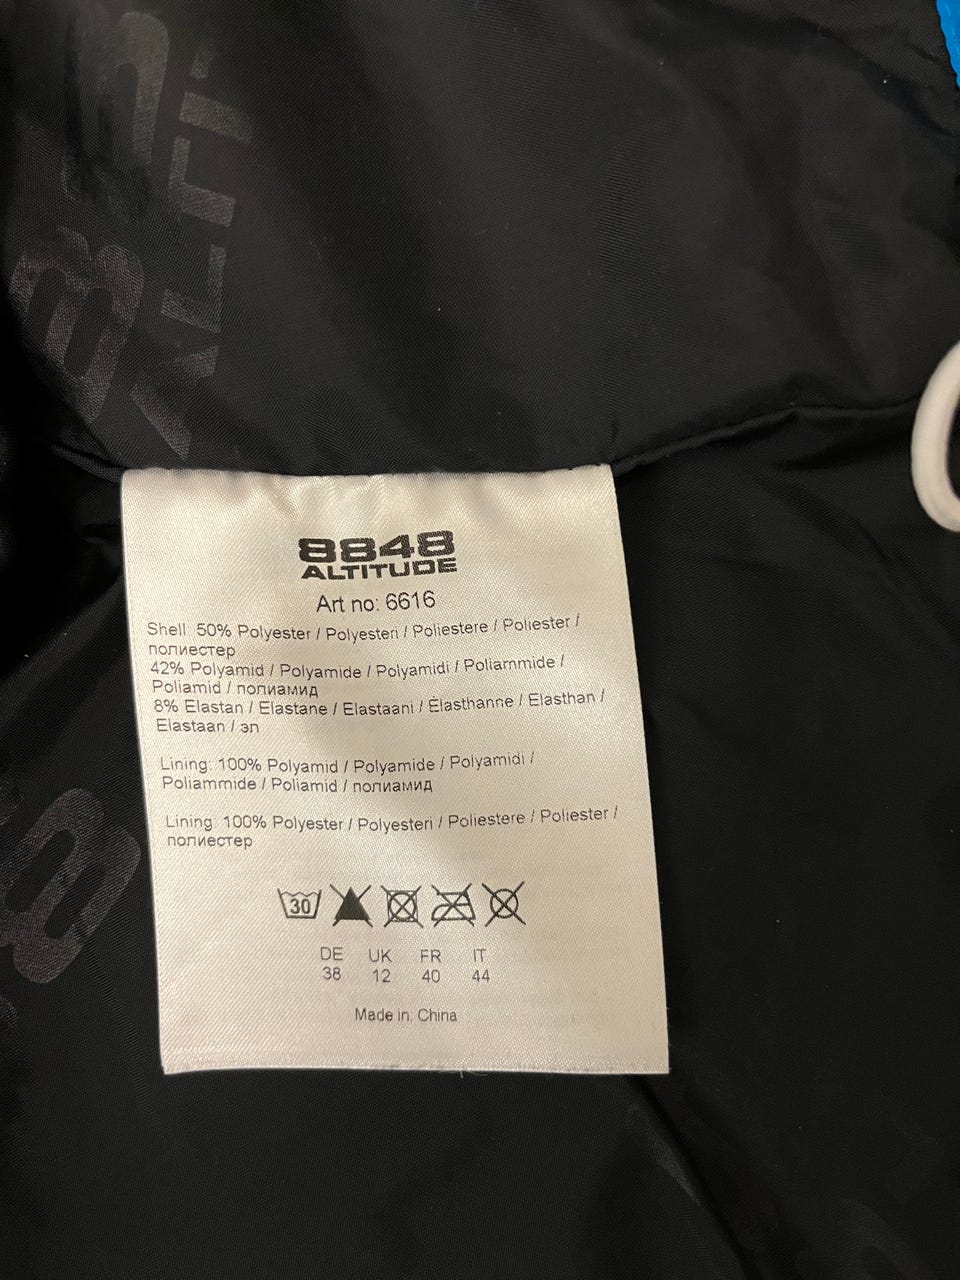 8848
ALTITUDE
Art no: 6616
Shell: 50% Polyester / Polyesteri / Poliestere / Poliester /
полиестер
42% Polyamid / Polyamide / Polyamidi / Poliammide /
Poliamid / полиамид
8% Elastan / Elastane / Elastaani / Élasthanne / Elasthan /
Elastaan / эл
Lining: 100% Polyamid / Polyamide / Polyamidi /
Poliammide / Poliamid / полиамид
Lining: 100% Polyester / Polyesteri / Poliestere / Poliester /
полиестер
30
DE UK FR IT
38 12 40 44
Made in: China